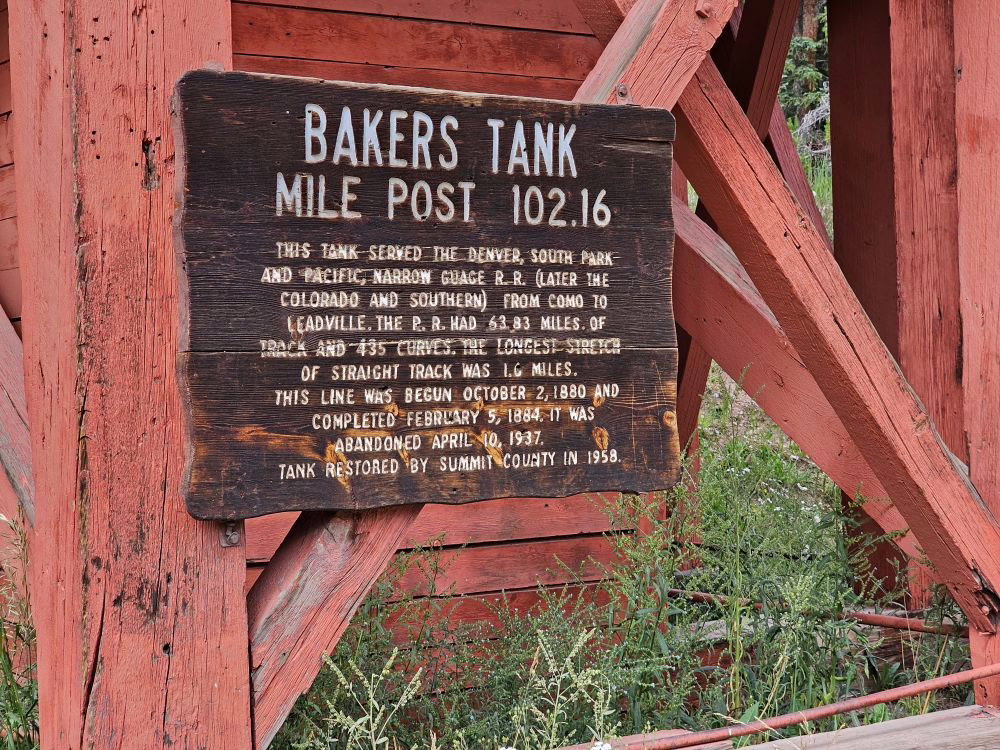 BAKERS TANK
MILE POST 102.16
THIS TANK SERVED THE DENVER, SOUTH PARK
AND PACIFIC, NARROW GUAGE R.R. (LATER THE
COLORADO AND SOUTHERN) FROM COMO TO
LEADVILLE. THE R.R. HAD 63.83 MILES. OF
TRACK AND 435 CURVES. THE LONGEST STRETCH
OF STRAIGHT TRACK WAS 1.6 MILES.
THIS LINE WAS BEGUN OCTOBER 2, 1880 AND
COMPLETED FEBRUARY 5, 1884. IT WAS
ABANDONED APRIL 10, 1937.
TANK RESTORED BY SUMMIT COUNTY IN 1958.